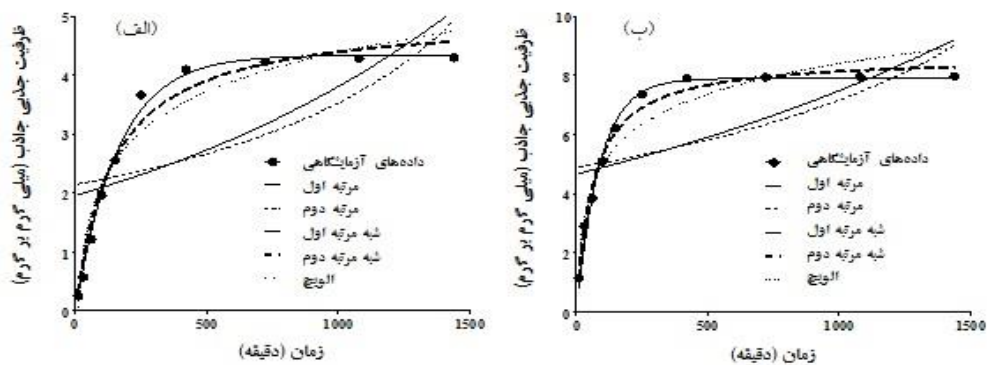 (الف)
ظرفیت جذبی جاذب (میلی گرم بر گرم)
5
4
3
2
1
0
داده‌های آزمایشگاهی
مرتبه اول
مرتبه دوم
شبه مرتبه اول
شبه مرتبه دوم
الویچ
0
500
1000
1500
زمان (دقیقه)
(ب)
ظرفیت جذبی جاذب (میلی گرم بر گرم)
10
8
6
4
2
0
داده‌های آزمایشگاهی
مرتبه اول
مرتبه دوم
شبه مرتبه اول
شبه مرتبه دوم
الویچ
0
500
1000
1500
زمان (دقیقه)